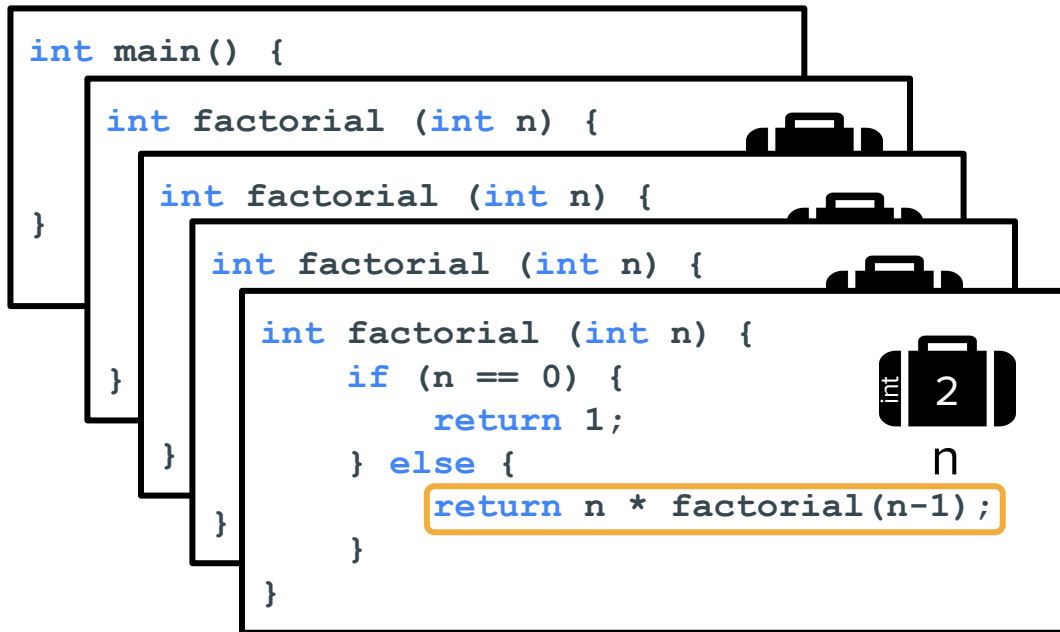 int main() {
int factorial (int n) {
int factorial (int n) {
}
int factorial (int n) {
int factorial (int n) {
if (n == 0) {
}
int 2
return 1;
}
} else {
n
return n * factorial(n-1);
}
}
}